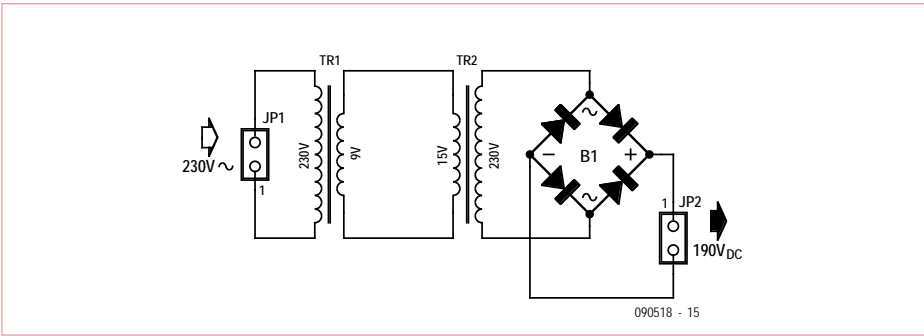 TR1
TR2
JP1
230V ~
1
230V
9V
15V
230V
~
−
B1
+
~
1
JP2
190VDC
090518 - 15